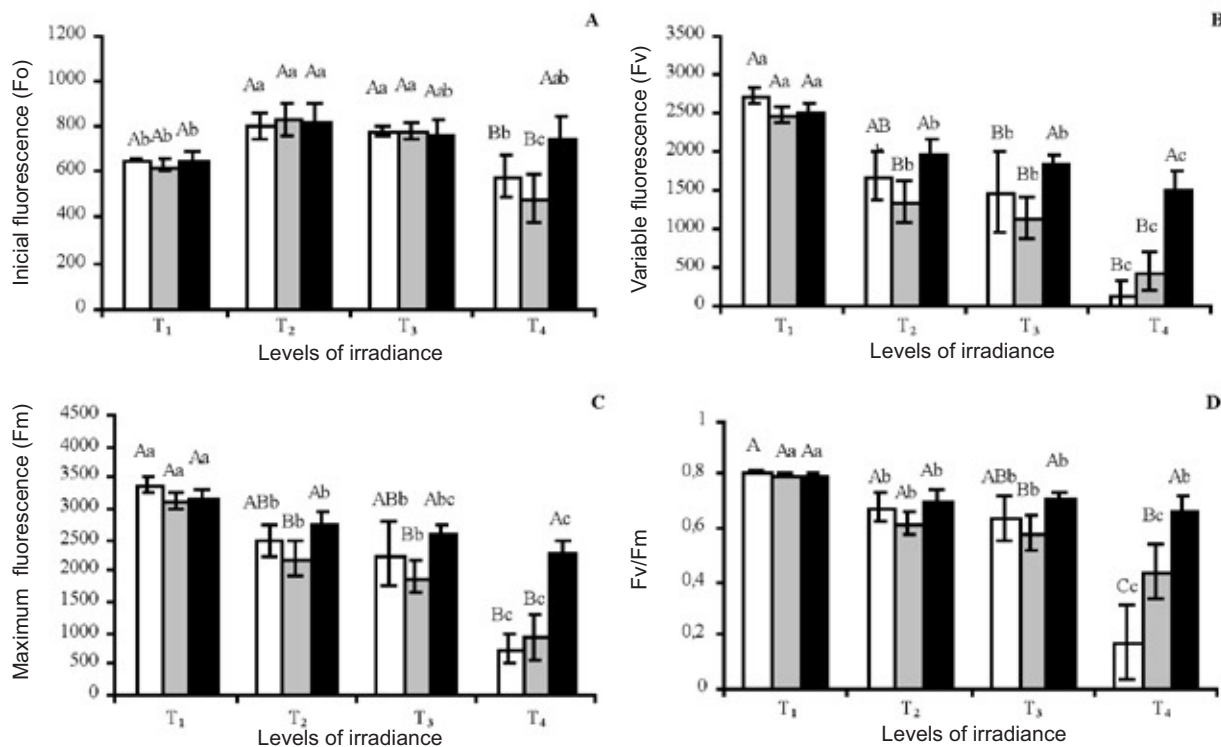 A
Inicial fluorescence (Fo)
1200
1000
800
600
400
200
0
Ab Ab Ab
Aa Aa Aa
Aa Aa Aab
Bb Bc Aab
T1 T2 T3 T4
Levels of irradiance
B
Variable fluorescence (Fv)
3500
3000
2500
2000
1500
1000
500
0
Aa Aa Aa
AB Bb Ab
Bb Bb Ab
Bc Bc Ac
T1 T2 T3 T4
Levels of irradiance
C
Maximum fluorescence (Fm)
4500
4000
3500
3000
2500
2000
1500
1000
500
0
Aa Aa Aa
ABb Bb Ab
ABb Bb Abc
Bc Bc Ac
T1 T2 T3 T4
Levels of irradiance
D
Fv/Fm
1
0,8
0,6
0,4
0,2
0
A Aa Aa
Ab Ab Ab
ABb Bb Ab
Cc Bc Ab
T1 T2 T3 T4
Levels of irradiance